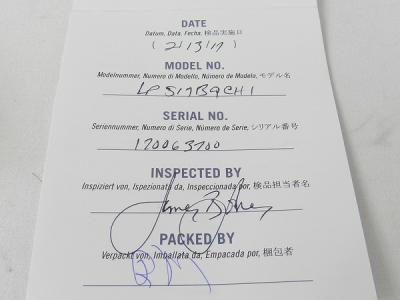 DATE
Datum, Data, Fecha, 検品実施日
( 2/13/17 )
MODEL NO.
Modelnummer, Numero di Modello, Número de Modelo, モデル名
LPS17B9CH1
SERIAL NO.
Seriennummer, Numero di Serie, Número de Serie, シリアル番号
170063700
INSPECTED BY
Inspiziert von, Ispezionato da, Inspeccionada por, 検品担当者名
PACKED BY
Verpackt von, Imballata da, Empacada por, 梱包者